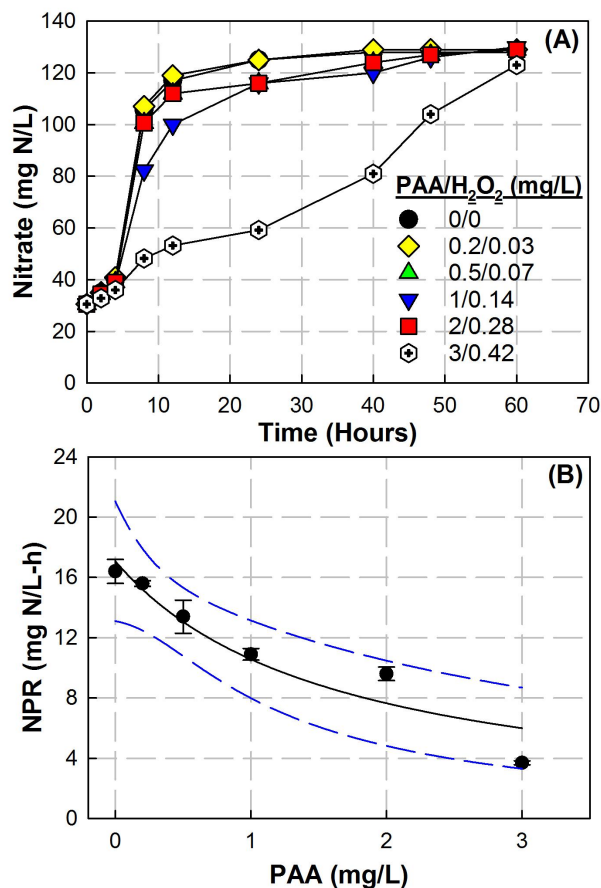 (A)
Nitrate (mg N/L)
140
120
100
80
60
40
20
0
PAA/H2O2 (mg/L)
0/0
0.2/0.03
0.5/0.07
1/0.14
2/0.28
3/0.42
0 10 20 30 40 50 60 70
Time (Hours)
(B)
NPR (mg N/L-h)
24
20
16
12
8
4
0
0 1 2 3
PAA (mg/L)